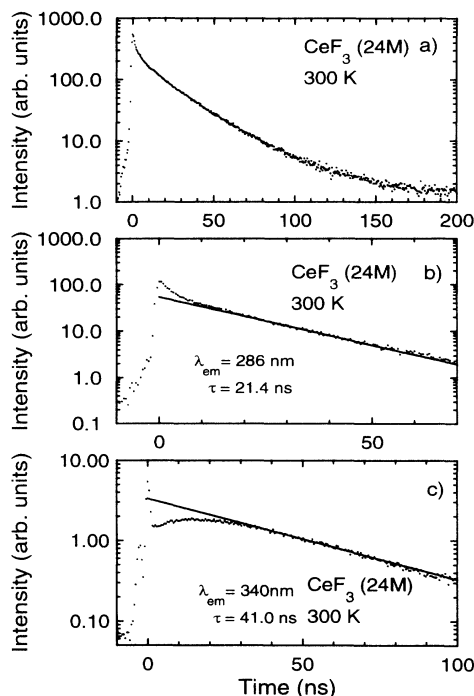 1000.0
100.0
10.0
1.0
Intensity (arb. units)
CeF3 (24M) a)
300 K
0 50 100 150 200
1000.0
100.0
10.0
1.0
0.1
Intensity (arb. units)
CeF3 (24M) b)
300 K
λem = 286 nm
τ = 21.4 ns
0 50
10.00
1.00
0.10
Intensity (arb. units)
c)
λem = 340nm CeF3 (24M)
τ = 41.0 ns 300 K
0 50 100
Time (ns)